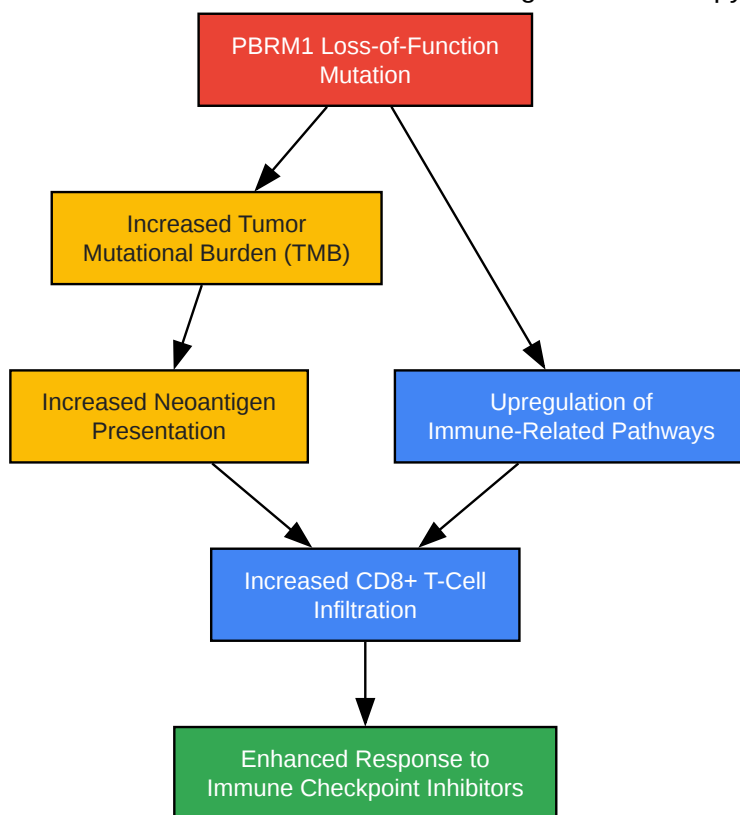 PBRM1 Loss-of-Function
Mutation
Increased Tumor
Mutational Burden (TMB)
Increased Neoantigen
Presentation
Upregulation of
Immune-Related Pathways
Increased CD8+ T-Cell
Infiltration
Enhanced Response to
Immune Checkpoint Inhibitors